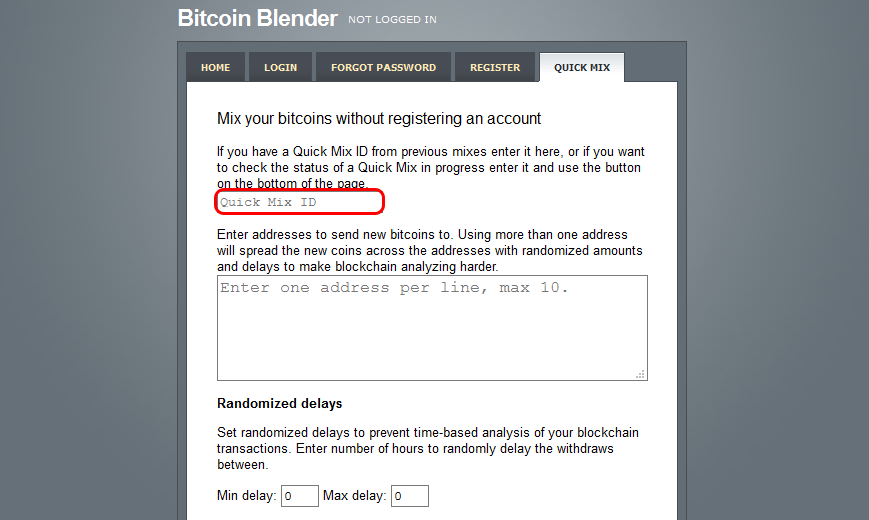 Bitcoin Blender NOT LOGGED IN
HOME LOGIN FORGOT PASSWORD REGISTER QUICK MIX
Mix your bitcoins without registering an account
If you have a Quick Mix ID from previous mixes enter it here, or if you want
to check the status of a Quick Mix in progress enter it and use the button
on the bottom of the page.
Quick Mix ID
Enter addresses to send new bitcoins to. Using more than one address
will spread the new coins across the addresses with randomized amounts
and delays to make blockchain analyzing harder.
Enter one address per line, max 10.
Randomized delays
Set randomized delays to prevent time-based analysis of your blockchain
transactions. Enter number of hours to randomly delay the withdraws
between.
Min delay: 0 Max delay: 0